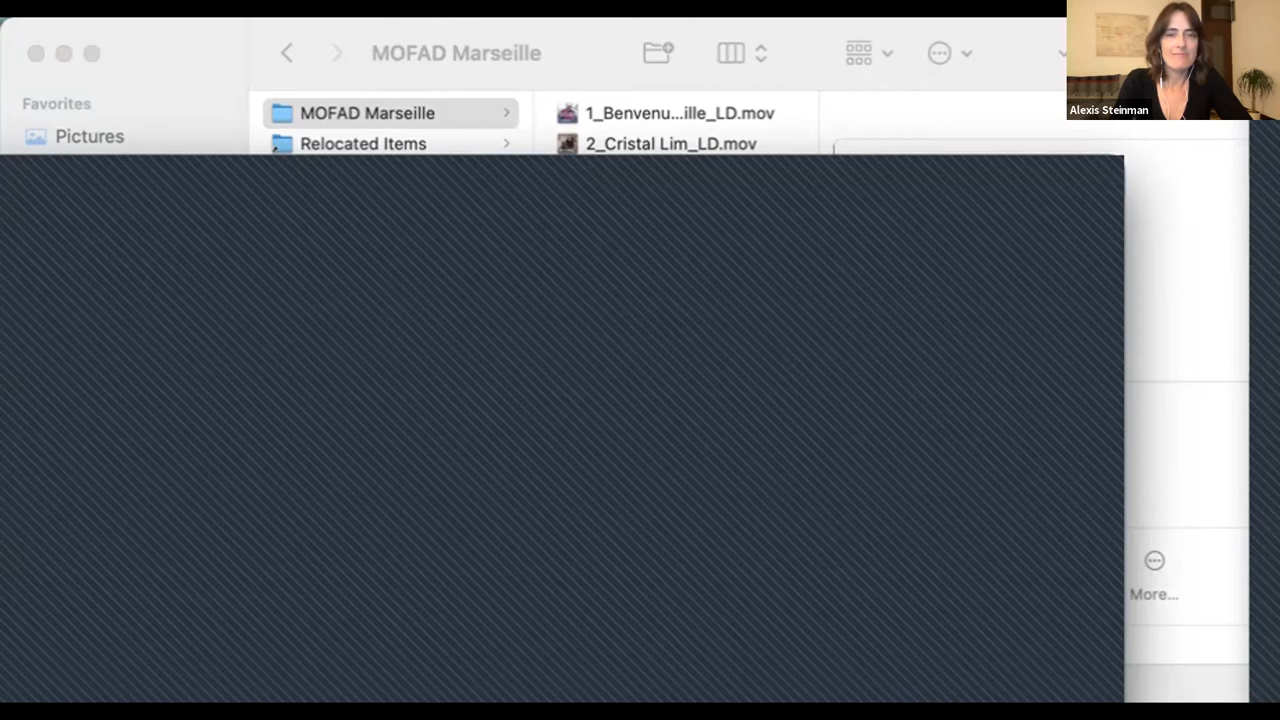 MOFAD Marseille
Alexis Steinman
Favorites
Pictures
MOFAD Marseille
Relocated Items
1_Benvenu...ille_LD.mov
2_Cristal Lim_LD.mov
More...